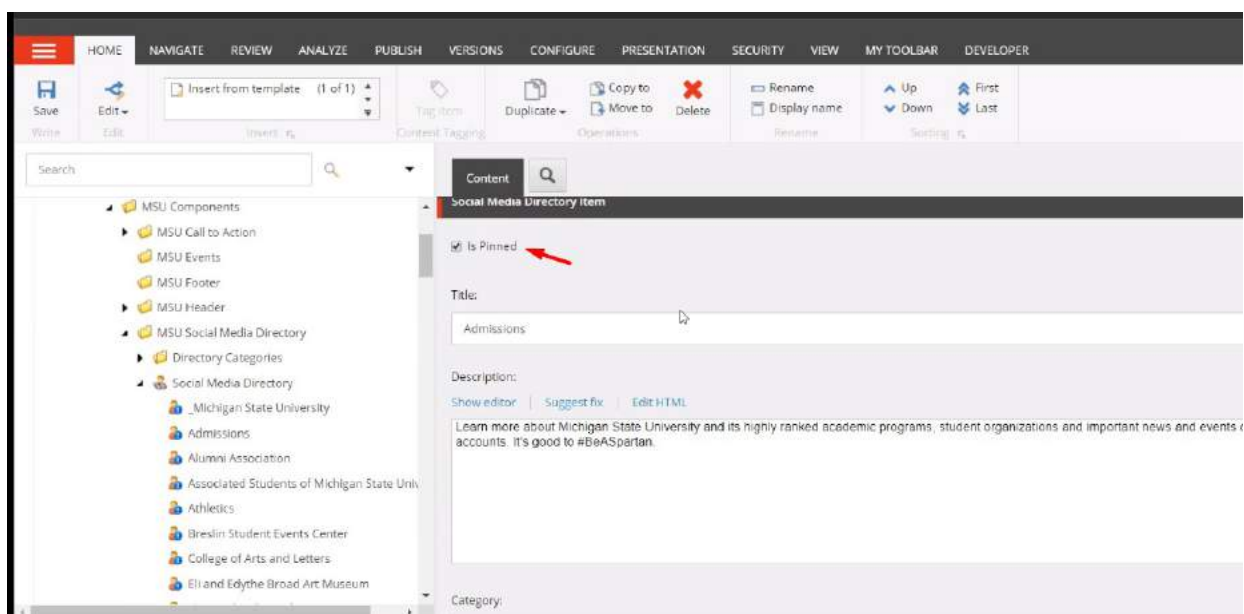 HOME NAVIGATE REVIEW ANALYZE PUBLISH VERSIONS CONFIGURE PRESENTATION SECURITY VIEW MY TOOLBAR DEVELOPER
Insert from template (1 of 1)
Copy to
Rename
Up
First
Save
Edit
Tag item
Duplicate
Move to
Delete
Display name
Down
Last
Write
Edit
Insert
Content Tagging
Operations
Rename
Sorting
Search
Content
Social Media Directory Item
MSU Components
MSU Call to Action
Is Pinned
MSU Events
MSU Footer
Title:
MSU Header
Admissions
MSU Social Media Directory
Directory Categories
Description:
Social Media Directory
Show editor Suggest fix Edit HTML
_Michigan State University
Learn more about Michigan State University and its highly ranked academic programs, student organizations and important news and events
accounts. It's good to #BeASpartan.
Admissions
Alumni Association
Associated Students of Michigan State Univ
Athletics
Breslin Student Events Center
College of Arts and Letters
Eli and Edythe Broad Art Museum
Category: